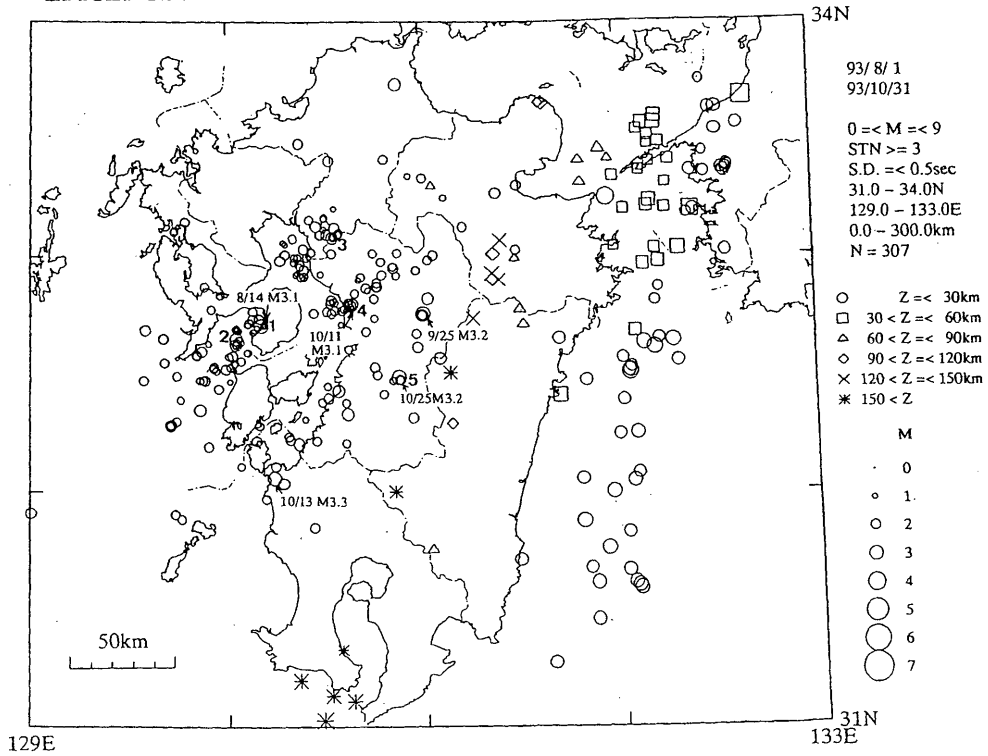 34N
93/ 8/ 1
93/10/31
0 =< M =< 9
STN >= 3
S.D. =< 0.5sec
31.0 – 34.0N
129.0 – 133.0E
0.0 – 300.0km
N = 307
Z =< 30km
30 < Z =< 60km
60 < Z =< 90km
90 < Z =< 120km
120 < Z =< 150km
150 < Z
M
0
1
2
3
4
5
6
7
3
8/14 M3.1
1
2
4
10/11
M3.1
9/25 M3.2
5
5
10/25M3.2
10/13 M3.3
50km
31N
129E
133E